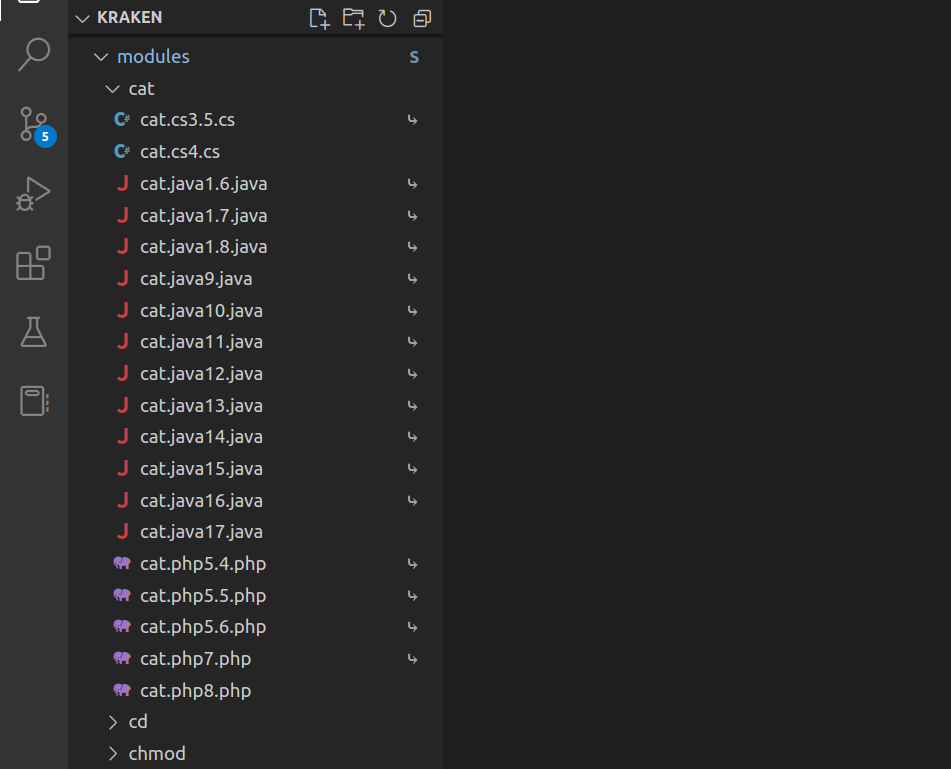 KRAKEN
modules S
cat
cat.cs3.5.cs
cat.cs4.cs
5
cat.java1.6.java
cat.java1.7.java
cat.java1.8.java
cat.java9.java
cat.java10.java
cat.java11.java
cat.java12.java
cat.java13.java
cat.java14.java
cat.java15.java
cat.java16.java
cat.java17.java
cat.php5.4.php
cat.php5.5.php
cat.php5.6.php
cat.php7.php
cat.php8.php
cd
chmod